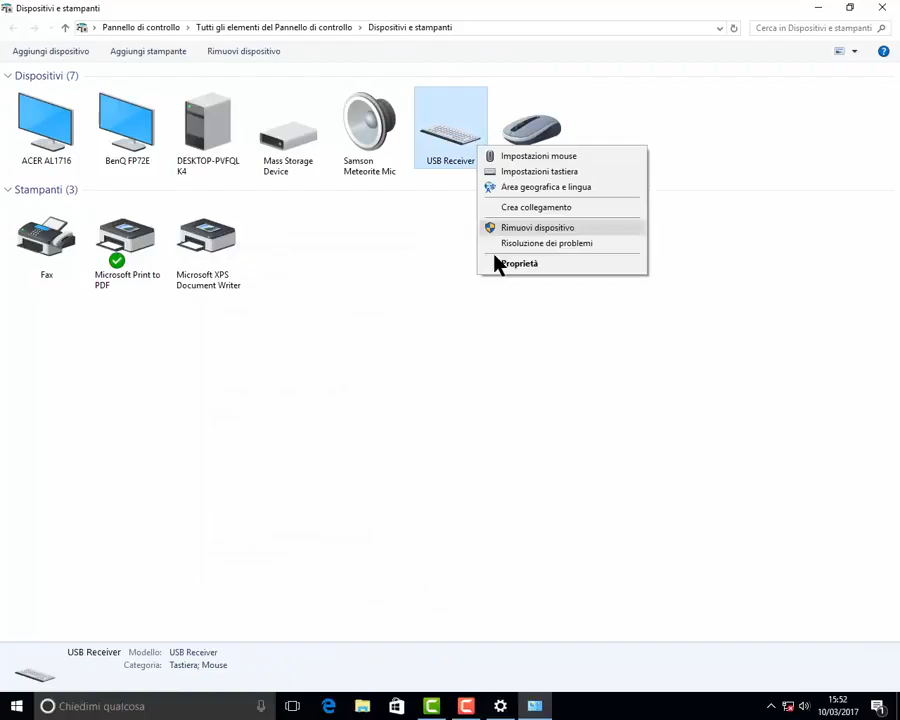 Dispositivi e stampanti
Pannello di controllo > Tutti gli elementi del Pannello di controllo > Dispositivi e stampanti
Cerca in Dispositivi e stampanti
Aggiungi dispositivo Aggiungi stampante Rimuovi dispositivo
Dispositivi (7)
ACER AL1716
BenQ FP72E
DESKTOP-PVFQL
K4
Mass Storage
Device
Samson
Meteorite Mic
USB Receiver
Impostazioni mouse
Impostazioni tastiera
Area geografica e lingua
Crea collegamento
Rimuovi dispositivo
Risoluzione dei problemi
Proprietà
Stampanti (3)
Fax
Microsoft Print to
PDF
Microsoft XPS
Document Writer
USB Receiver Modello: USB Receiver
Categoria: Tastiera; Mouse
Chiedimi qualcosa
15:52
10/03/2017